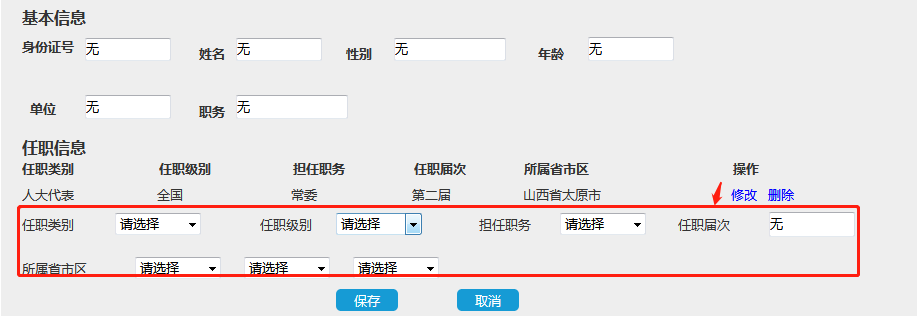 基本信息
身份证号 无 姓名 无 性别 无 年龄 无
单位 无 职务 无
任职信息
任职类别 任职级别 担任职务 任职届次 所属省市区 操作
人大代表 全国 常委 第二届 山西省太原市 修改 删除
任职类别 请选择 任职级别 请选择 担任职务 请选择 任职届次 无
所属省市区 请选择 请选择 请选择
保存 取消